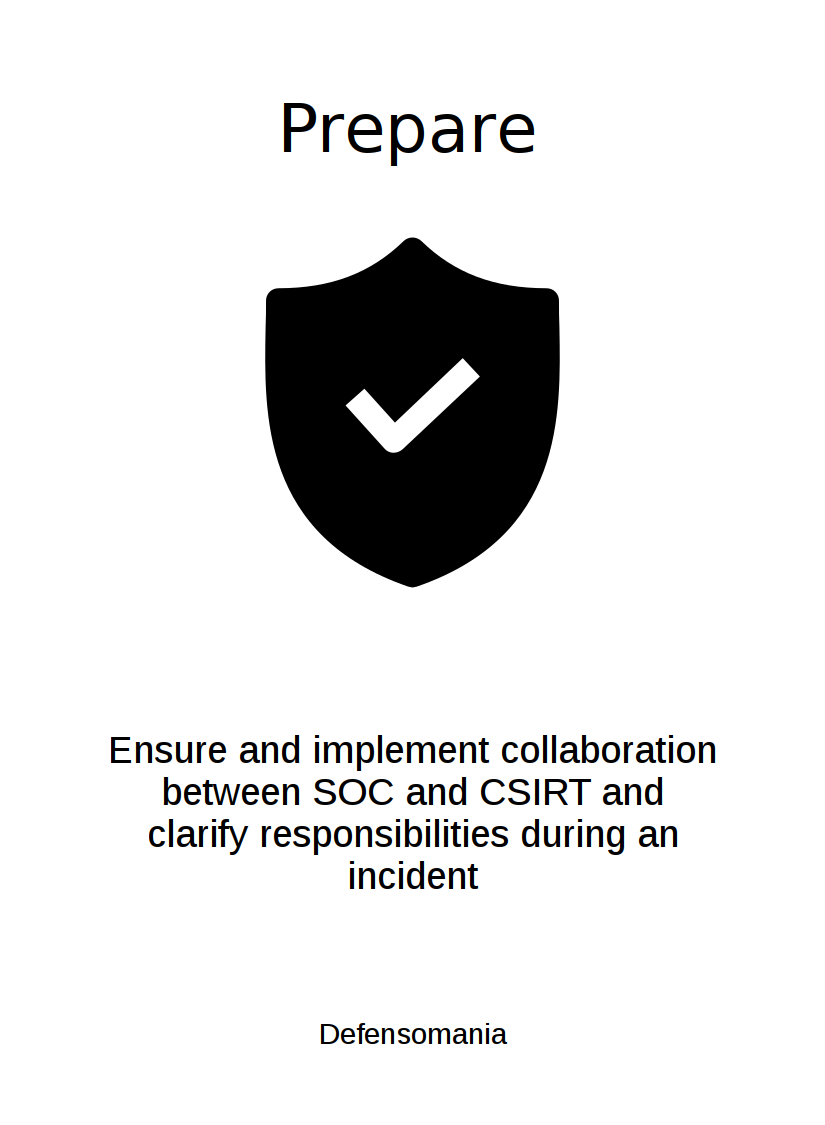 Prepare
Ensure and implement collaboration
between SOC and CSIRT and
clarify responsibilities during an
incident
Defensomania